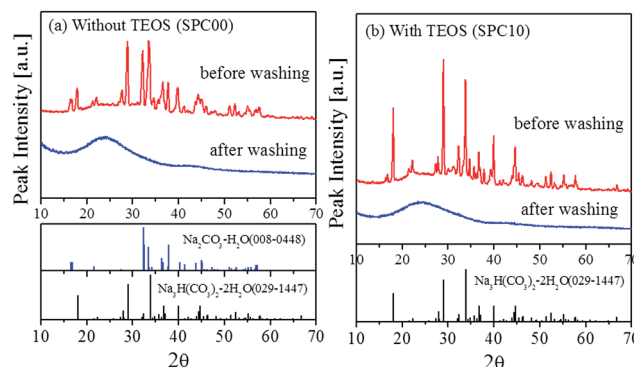 (a) Without TEOS (SPC00)
before washing
after washing
Peak Intensity [a.u.]
10 20 30 40 50 60 70
Na₂CO₃-H₂O(008-0448)
Na₃H(CO₃)₂-2H₂O(029-1447)
10 20 30 40 50 60 70
2θ
(b) With TEOS (SPC10)
before washing
after washing
Peak Intensity [a.u.]
10 20 30 40 50 60 70
Na₃H(CO₃)₂-2H₂O(029-1447)
10 20 30 40 50 60 70
2θ